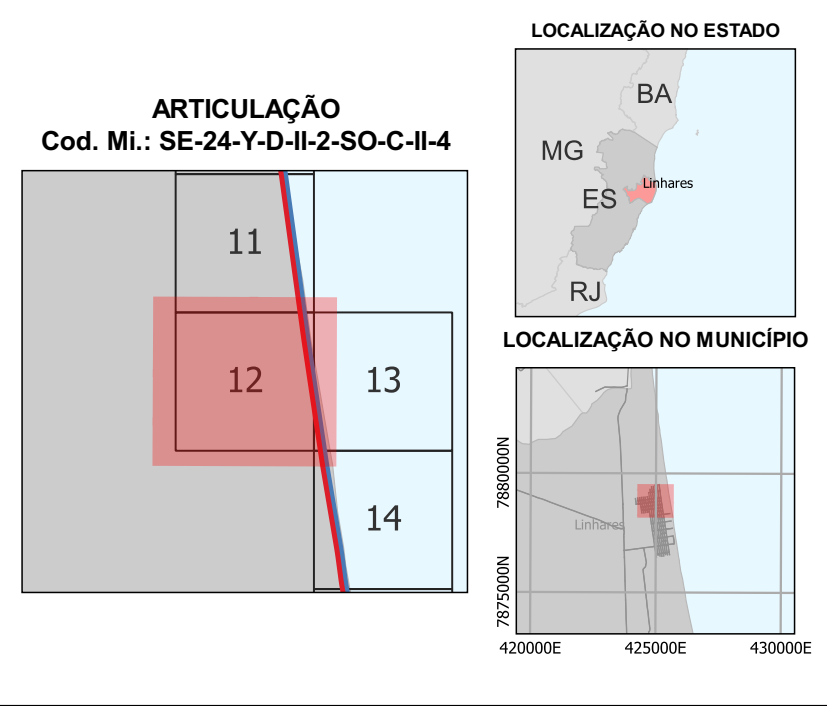 LOCALIZAÇÃO NO ESTADO
BA
MG
Linhares
ES
RJ
ARTICULAÇÃO
Cod. Mi.: SE-24-Y-D-II-2-SO-C-II-4
11
12
13
14
LOCALIZAÇÃO NO MUNICÍPIO
7880000N
Linhares
7875000N
420000E
425000E
430000E